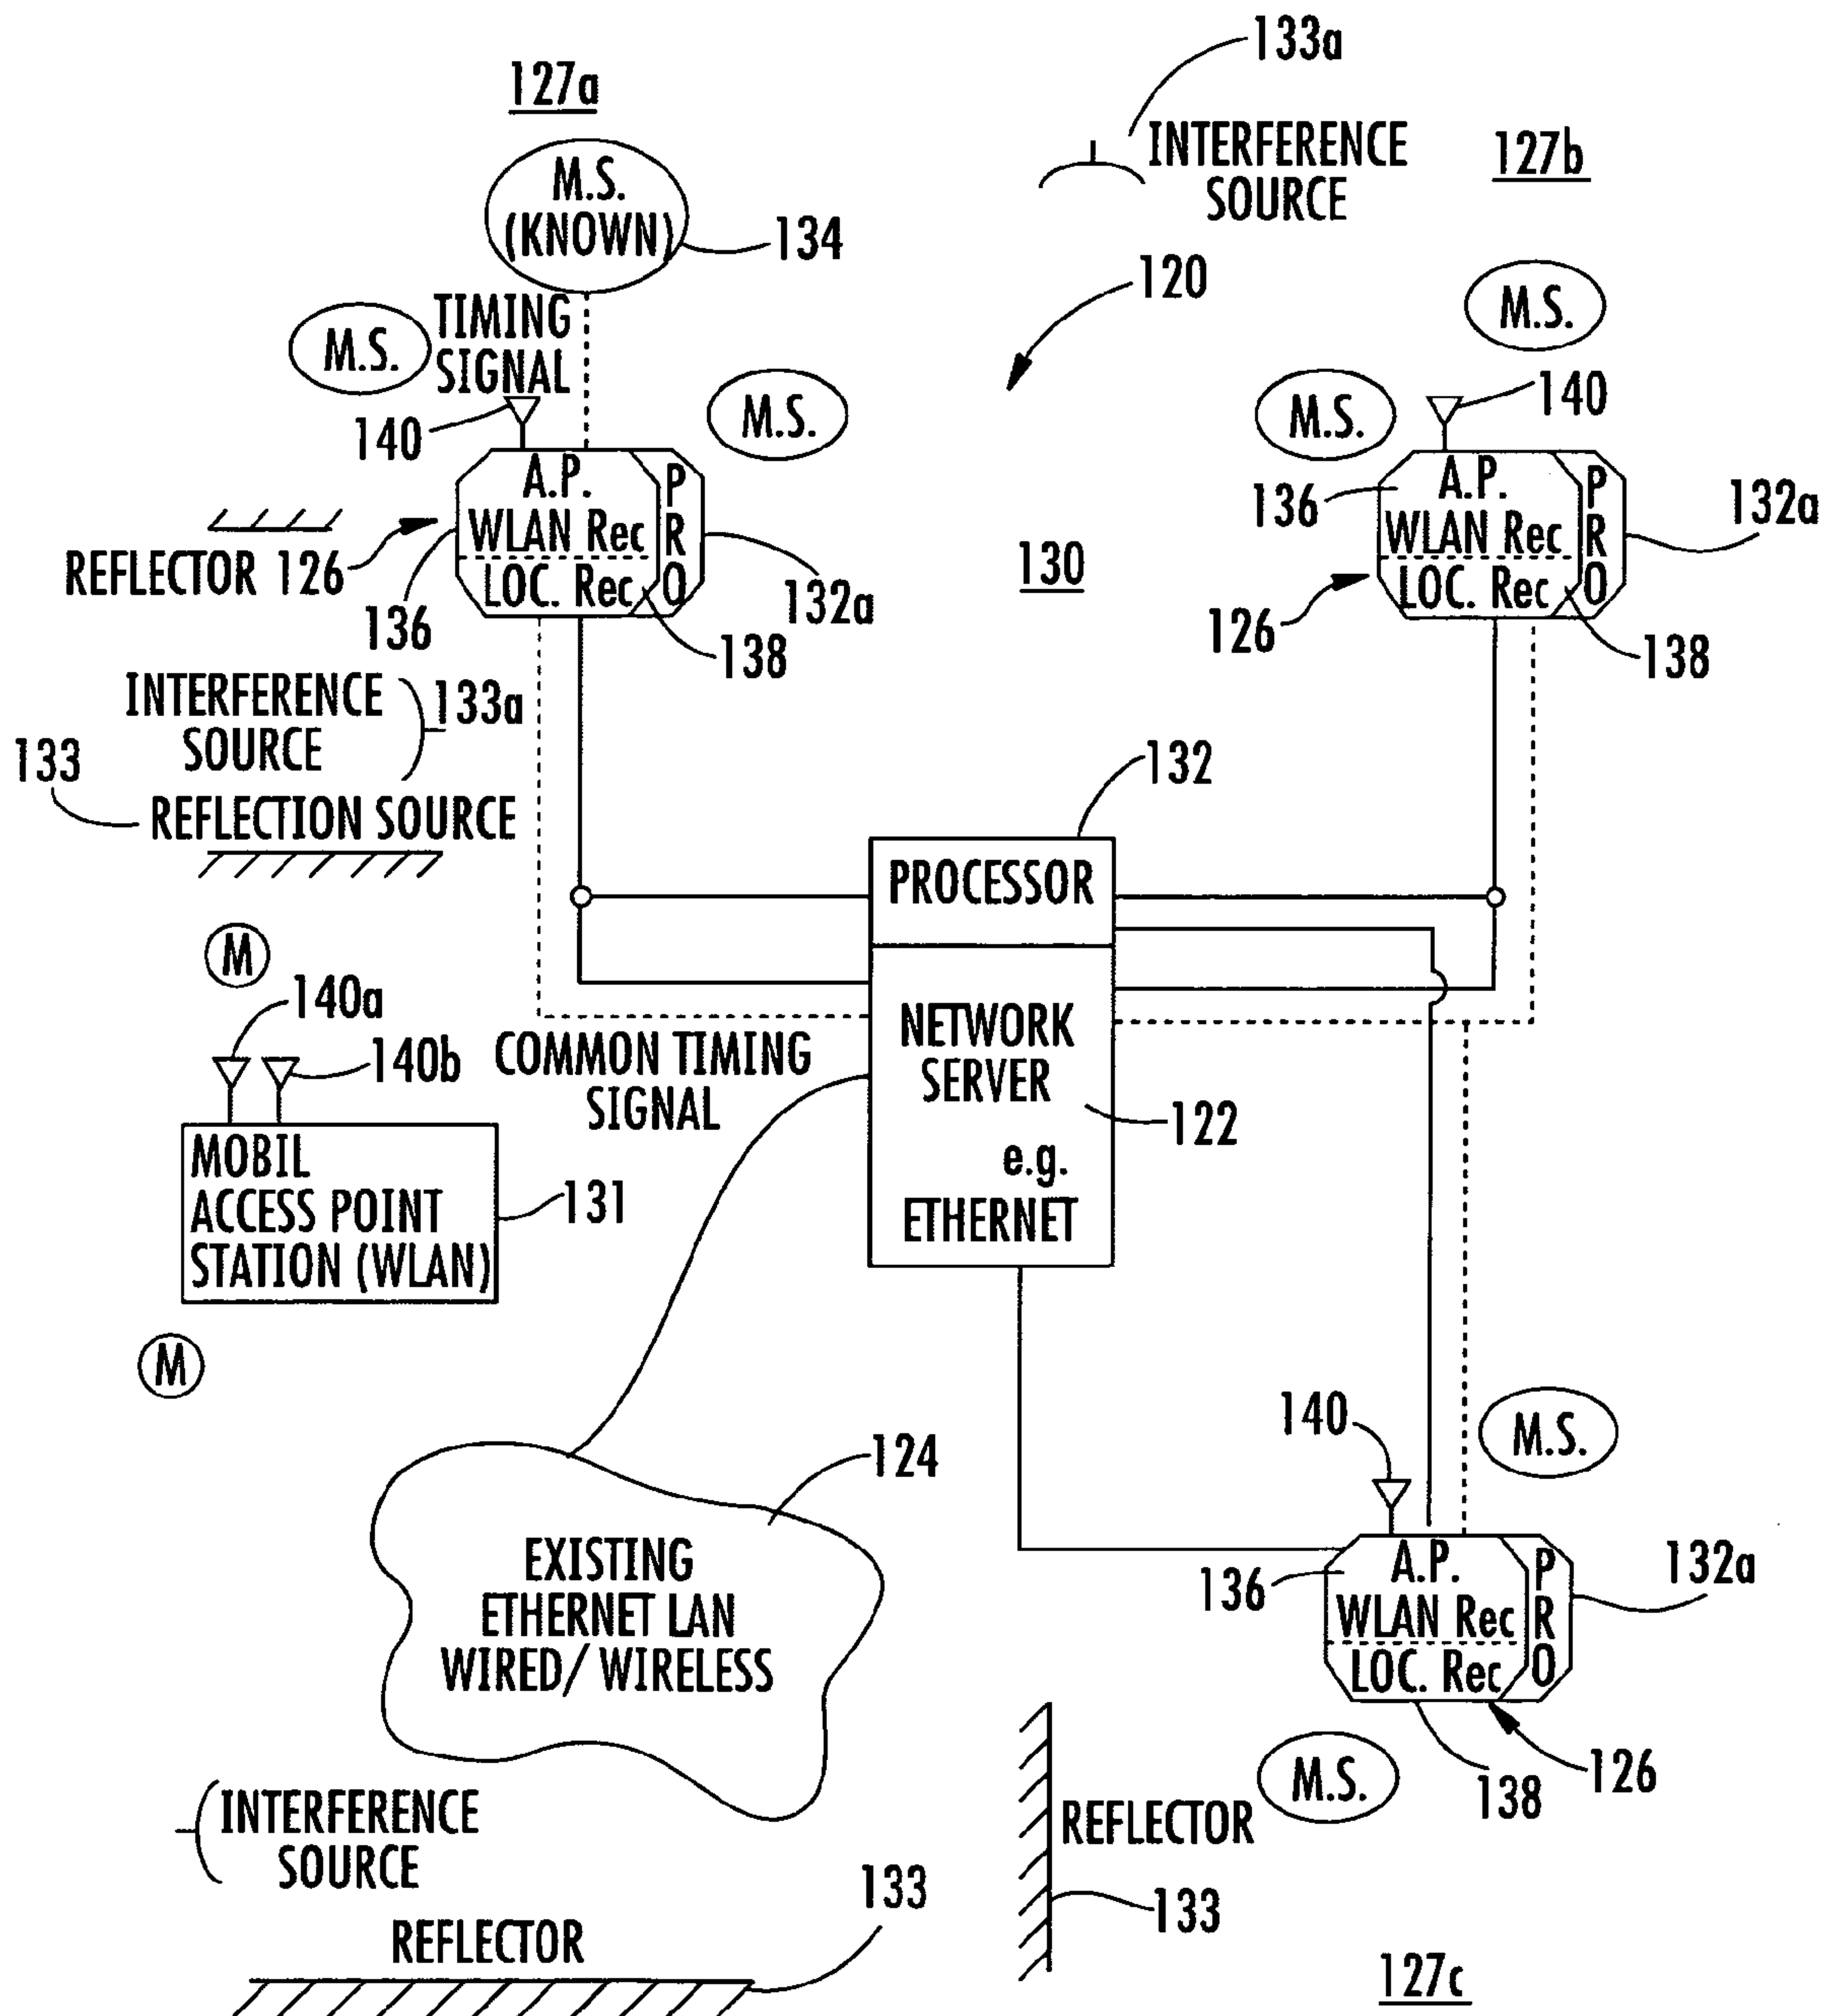 133a
127a
INTERFERENCE
SOURCE
127b
M.S.
(KNOWN)
134
120
M.S.
TIMING
SIGNAL
M.S.
M.S.
M.S.
140
140
A.P.
WLAN Rec
LOC. Rec
PRO
136
A.P.
WLAN Rec
LOC. Rec
PRO
132a
REFLECTOR 126
136
132a
138
130
126
138
INTERFERENCE
SOURCE
133a
133
REFLECTION SOURCE
132
PROCESSOR
M
140a
140b
COMMON TIMING
SIGNAL
NETWORK
SERVER
122
e.g.
ETHERNET
MOBIL
ACCESS POINT
STATION (WLAN)
131
M
140
M.S.
124
EXISTING
ETHERNET LAN
WIRED/WIRELESS
136
A.P.
WLAN Rec
LOC. Rec
PRO
132a
M.S.
138
126
INTERFERENCE
SOURCE
REFLECTOR
133
133
REFLECTOR
127c